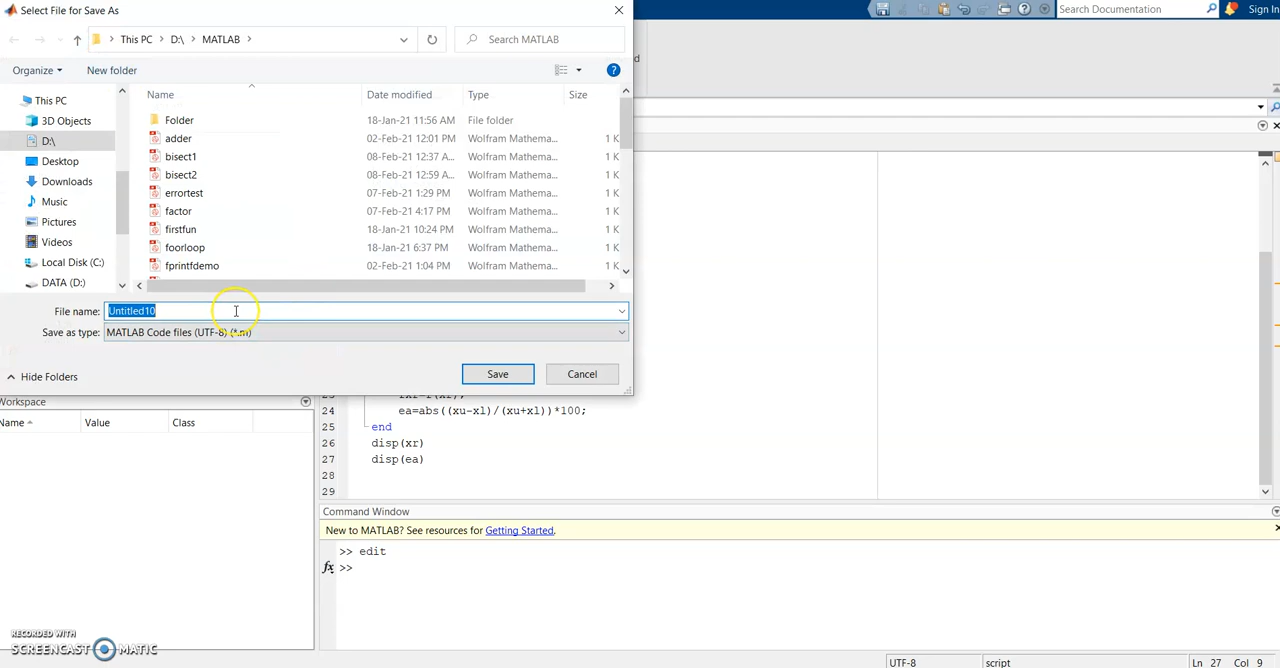 Select File for Save As
Search Documentation
Sign In
This PC > D:\ > MATLAB >
Search MATLAB
Organize
New folder
Name Date modified Type Size
This PC
3D Objects
D:\
Desktop
Downloads
Music
Pictures
Videos
Local Disk (C:)
DATA (D:)
Folder 18-Jan-21 11:56 AM File folder
adder 02-Feb-21 12:01 PM Wolfram Mathema... 1 K
bisect1 08-Feb-21 12:37 A... Wolfram Mathema... 1 K
bisect2 08-Feb-21 12:59 A... Wolfram Mathema... 1 K
errortest 07-Feb-21 1:29 PM Wolfram Mathema... 1 K
factor 07-Feb-21 4:17 PM Wolfram Mathema... 1 K
firstfun 18-Jan-21 10:24 PM Wolfram Mathema... 1 K
foorloop 18-Jan-21 6:37 PM Wolfram Mathema... 1 K
fprintfdemo 02-Feb-21 1:04 PM Wolfram Mathema... 1 K
File name: Untitled10
Save as type: MATLAB Code files (UTF-8) (*.m)
Hide Folders
Save
Cancel
Workspace
Name Value Class
24 ea=abs((xu-xl)/(xu+xl))*100;
25 end
26 disp(xr)
27 disp(ea)
28
29
Command Window
New to MATLAB? See resources for Getting Started.
>> edit
fx >>
RECORDED WITH
SCREENCAST MATIC
UTF-8
script
Ln 27 Col 9